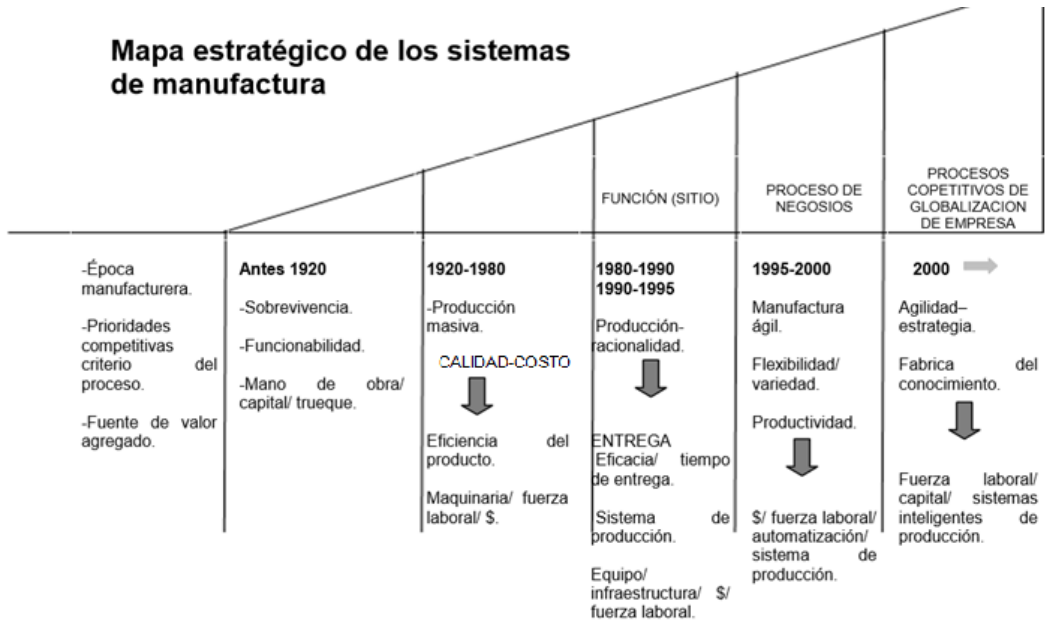 Mapa estratégico de los sistemas
de manufactura
FUNCIÓN (SITIO)
PROCESO DE
NEGOSIOS
PROCESOS
COPETITIVOS DE
GLOBALIZACION
DE EMPRESA
-Época
manufacturera.
-Prioridades
competitivas
criterio del
proceso.
-Fuente de valor
agregado.
Antes 1920
-Sobrevivencia.
-Funcionabilidad.
-Mano de obra/
capital/ trueque.
1920-1980
-Producción
masiva.
CALIDAD-COSTO
Eficiencia del
producto.
Maquinaria/ fuerza
laboral/ $.
1980-1990
1990-1995
Producción-
racionalidad.
ENTREGA
Eficacia/ tiempo
de entrega.
Sistema de
producción.
Equipo/
infraestructura/ $/
fuerza laboral.
1995-2000
Manufactura
ágil.
Flexibilidad/
variedad.
Productividad.
$/ fuerza laboral/
automatización/
sistema de
producción.
2000
Agilidad–
estrategia.
Fabrica del
conocimiento.
Fuerza laboral/
capital/ sistemas
inteligentes de
producción.